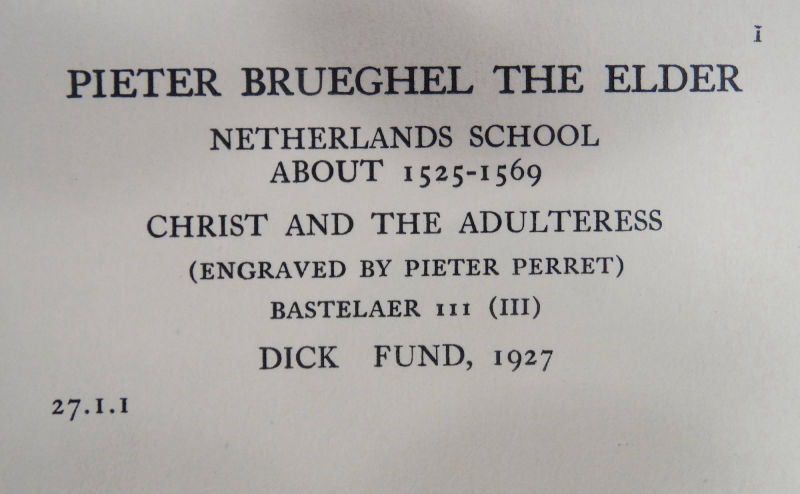 1
PIETER BRUEGHEL THE ELDER
NETHERLANDS SCHOOL
ABOUT 1525-1569
CHRIST AND THE ADULTERESS
(ENGRAVED BY PIETER PERRET)
BASTELAER 111 (III)
DICK FUND, 1927
27.1.1